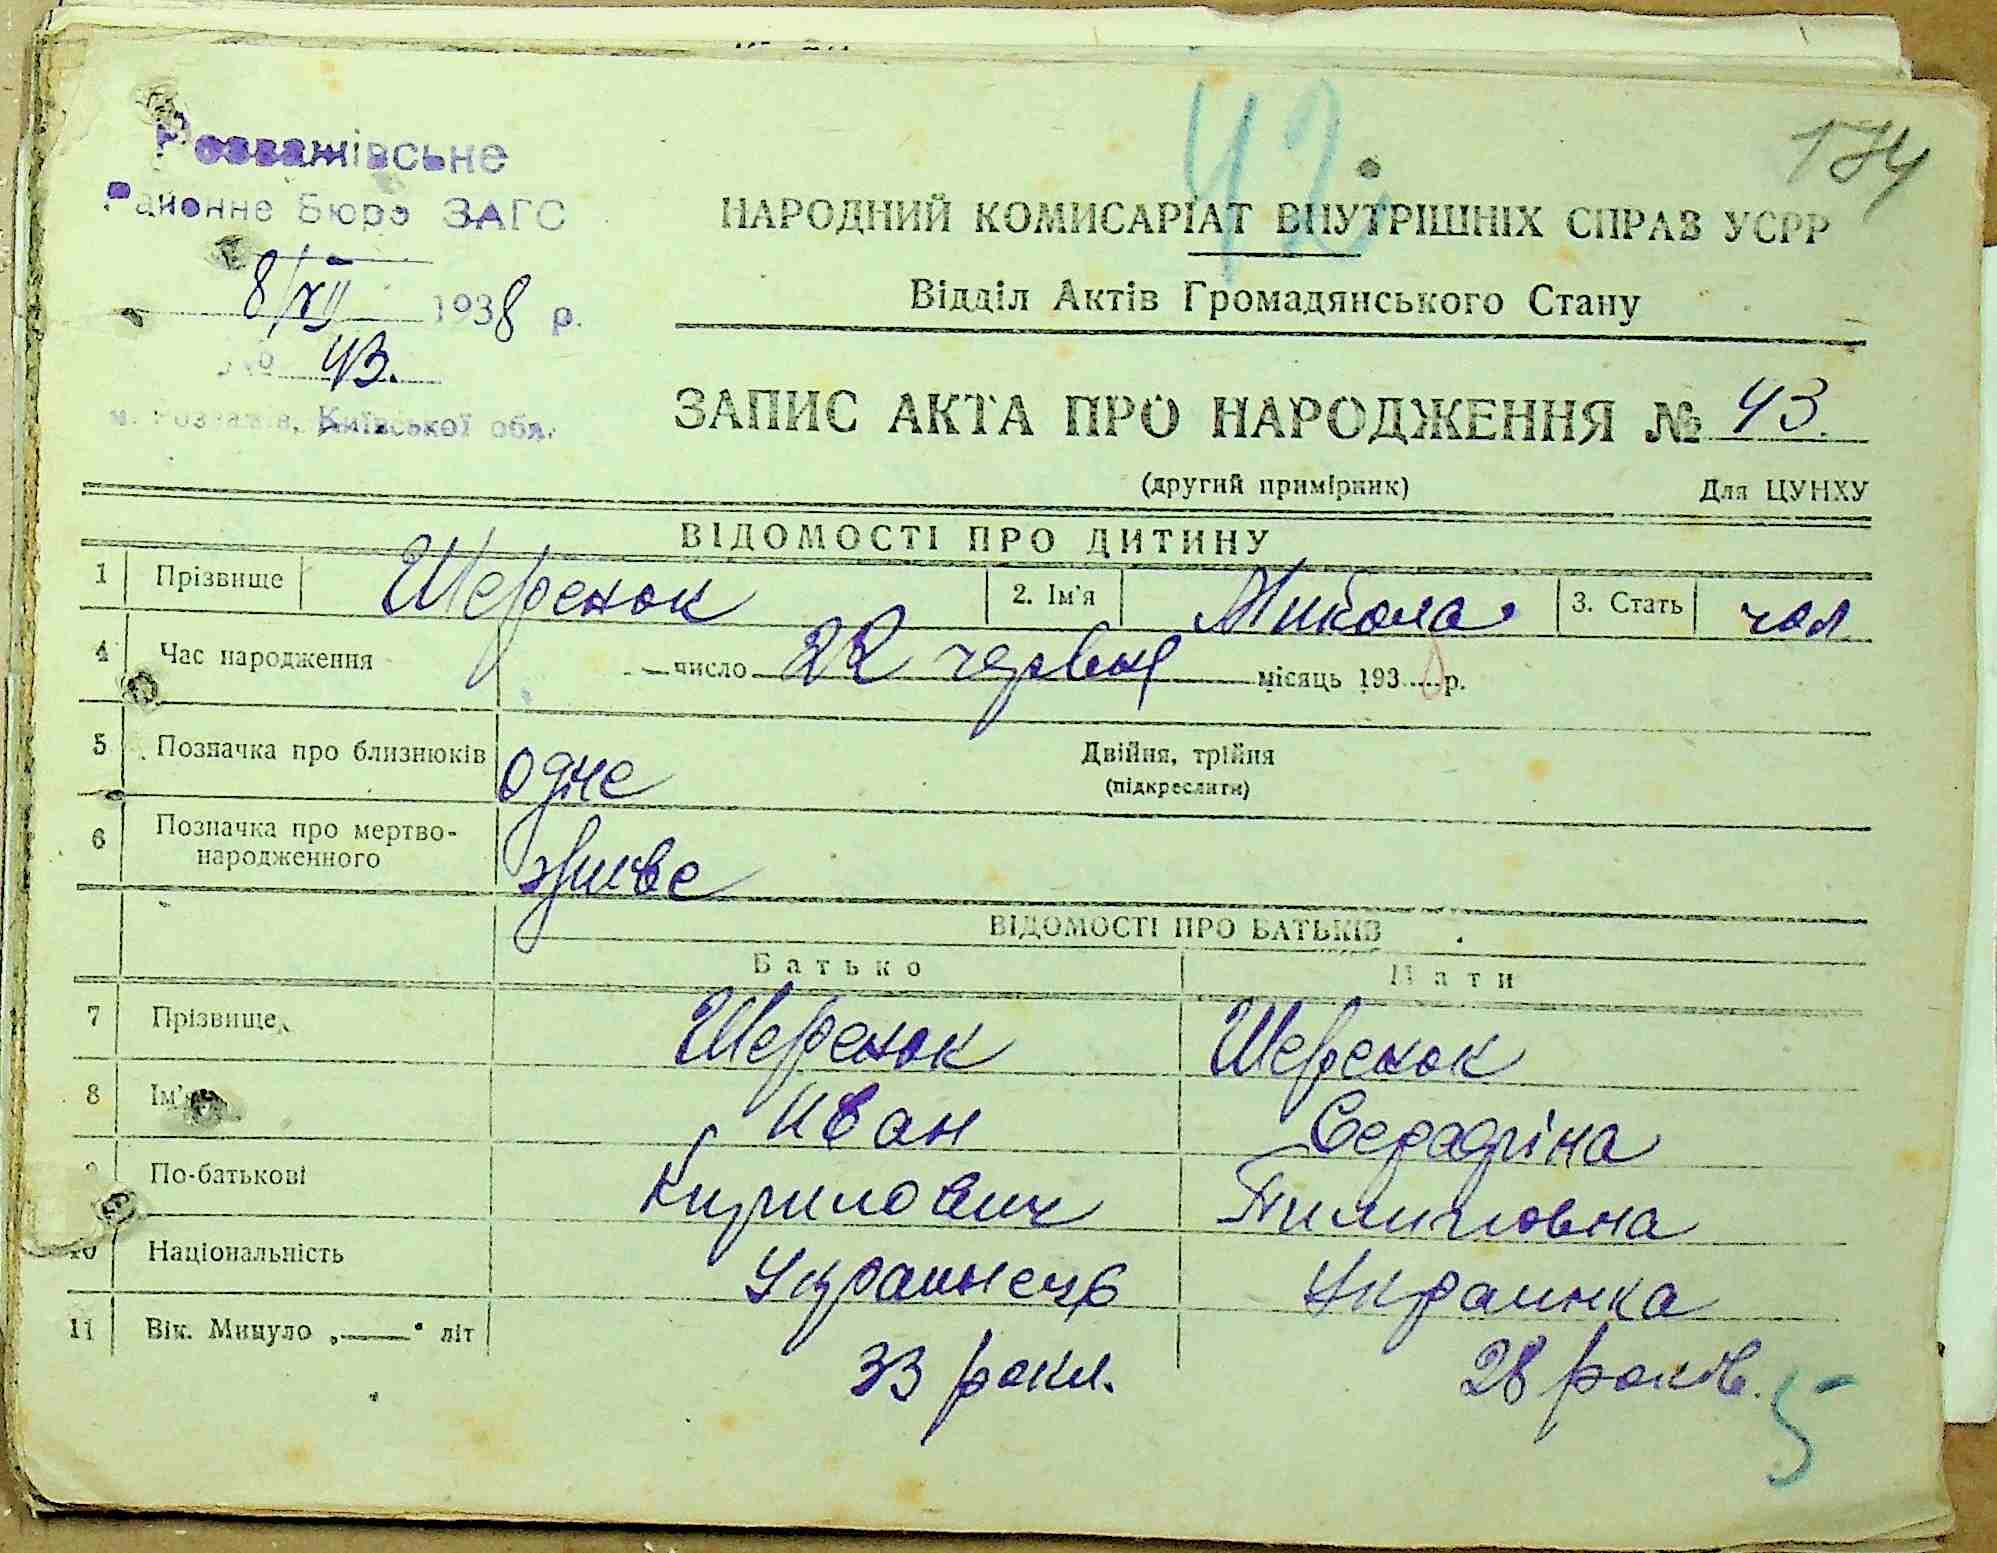 42
174
Розважівське
Районне Бюро ЗАГС
8/XII 1938 р.
№ 43.
м. Розважів, Київської обл.
НАРОДНИЙ КОМИСАРІАТ ВНУТРІШНІХ СПРАВ УСРР
Відділ Актів Громадянського Стану
ЗАПИС АКТА ПРО НАРОДЖЕННЯ № 43.
(другий примірник) Для ЦУНХУ
ВІДОМОСТІ ПРО ДИТИНУ
1 Прізвище Шеренок 2. Ім'я Микола 3. Стать чол
4 Час народження число 22 червня місяць 1938 р.
5 Позначка про близнюків одне Двійня, трійня
(підкреслити)
6 Позначка про мертво-
народженного живе
ВІДОМОСТІ ПРО БАТЬКІВ
Батько Мати
7 Прізвище Шеренок Шеренок
8 Ім'я Иван Серафіна
9 По-батькові Кирилович Пилиповна
10 Національність Украинець Украинка
11 Вік. Минуло „—“ літ 33 роки. 28 років.
5